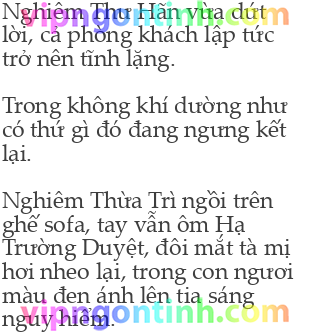 Nghiêm Thư Hãn vừa dứt
lời, cả phòng khách lập tức
trở nên tĩnh lặng.
Trong không khí dường như
có thứ gì đó đang ngưng kết
lại.
Nghiêm Thừa Trì ngồi trên
ghế sofa, tay vẫn ôm Hạ
Trường Duyệt, đôi mắt tà mị
hơi nheo lại, trong con ngươi
màu đen ánh lên tia sáng
nguy hiểm.
vipngontinh.com
vipngontinh.com